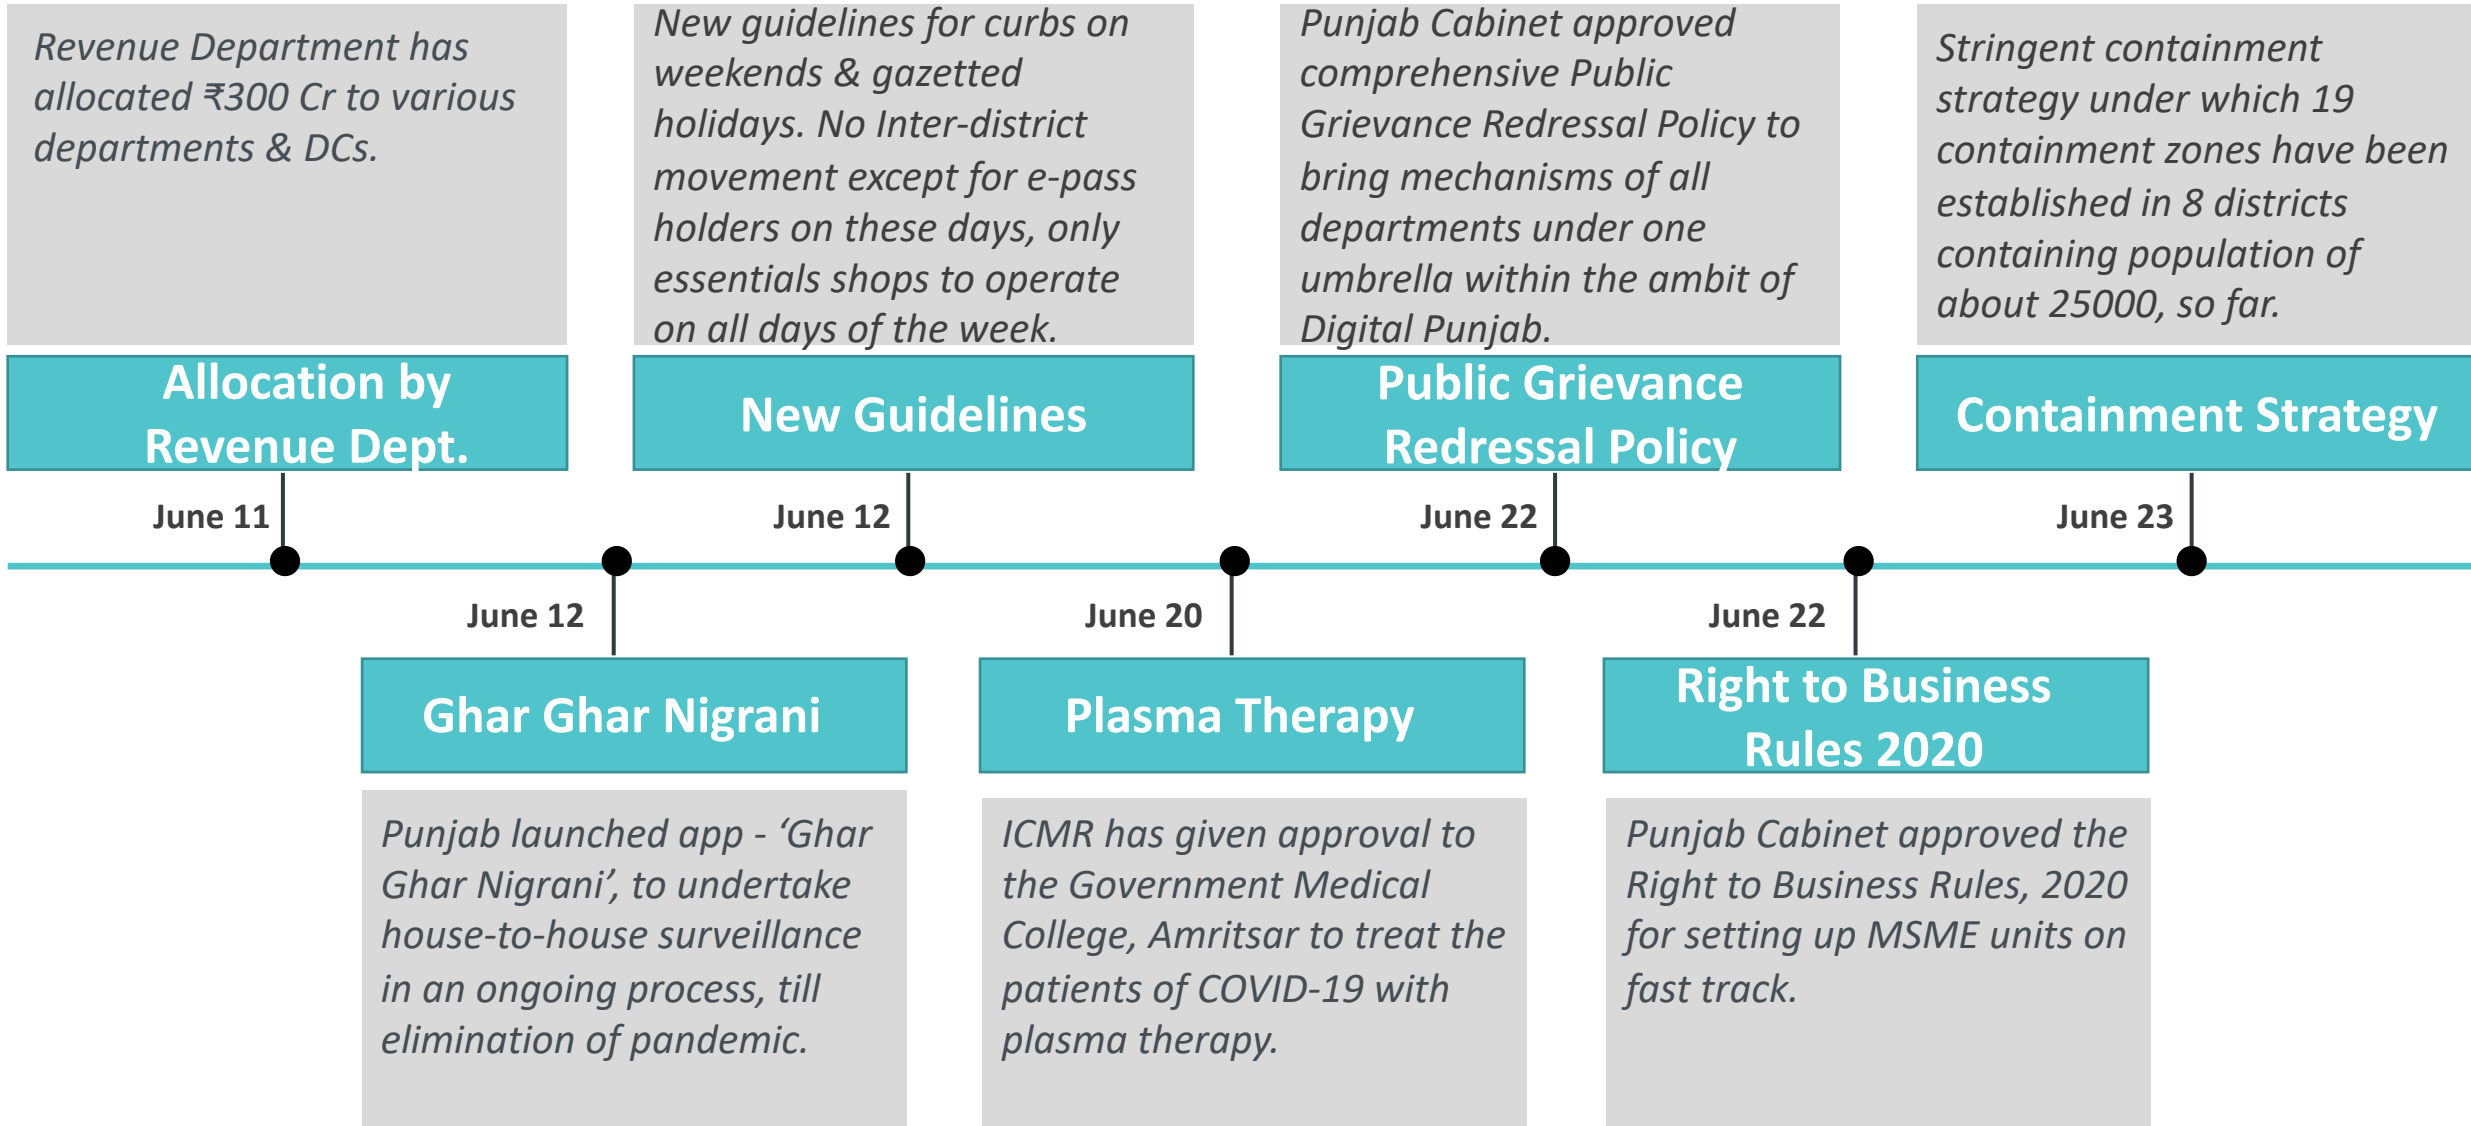 Revenue Department has
allocated ₹300 Cr to various
departments & DCs.
Allocation by
Revenue Dept.
June 11
New guidelines for curbs on
weekends & gazetted
holidays. No Inter-district
movement except for e-pass
holders on these days, only
essentials shops to operate
on all days of the week.
New Guidelines
June 12
Punjab Cabinet approved
comprehensive Public
Grievance Redressal Policy to
bring mechanisms of all
departments under one
umbrella within the ambit of
Digital Punjab.
Public Grievance
Redressal Policy
June 22
Stringent containment
strategy under which 19
containment zones have been
established in 8 districts
containing population of
about 25000, so far.
Containment Strategy
June 23
June 12
Ghar Ghar Nigrani
Punjab launched app - ‘Ghar
Ghar Nigrani’, to undertake
house-to-house surveillance
in an ongoing process, till
elimination of pandemic.
June 20
Plasma Therapy
ICMR has given approval to
the Government Medical
College, Amritsar to treat the
patients of COVID-19 with
plasma therapy.
June 22
Right to Business
Rules 2020
Punjab Cabinet approved the
Right to Business Rules, 2020
for setting up MSME units on
fast track.